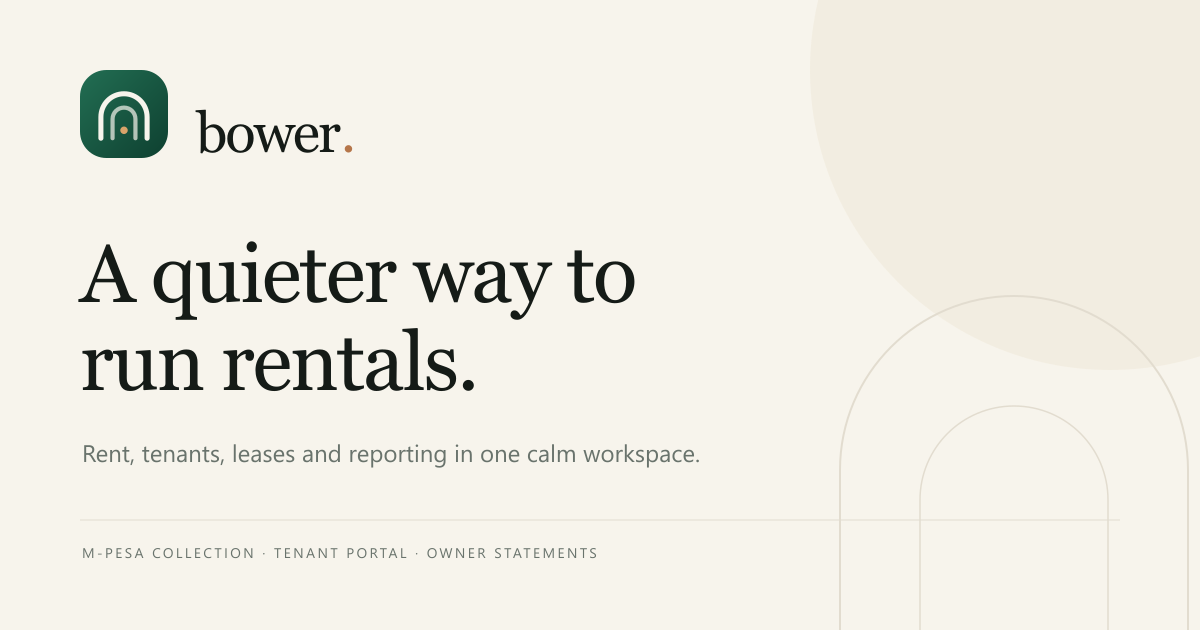 bower.
A quieter way to
run rentals.
Rent, tenants, leases and reporting in one calm workspace.
M-PESA COLLECTION · TENANT PORTAL · OWNER STATEMENTS